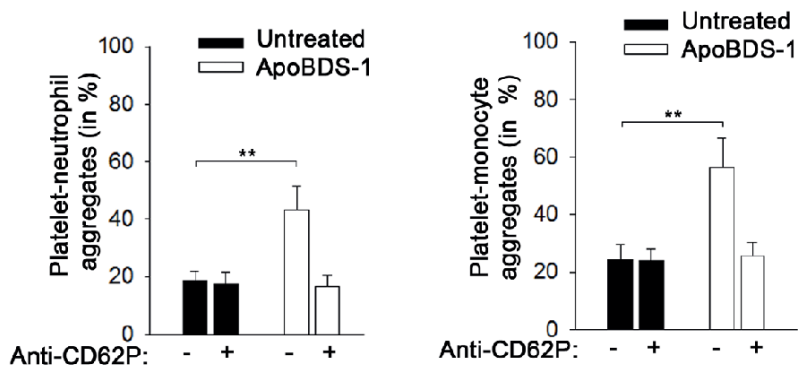 Untreated
ApoBDS-1
Platelet-neutrophil
aggregates (in %)
100
80
60
40
20
0
**
Anti-CD62P: - + - +
Untreated
ApoBDS-1
Platelet-monocyte
aggregates (in %)
100
80
60
40
20
0
**
Anti-CD62P: - + - +